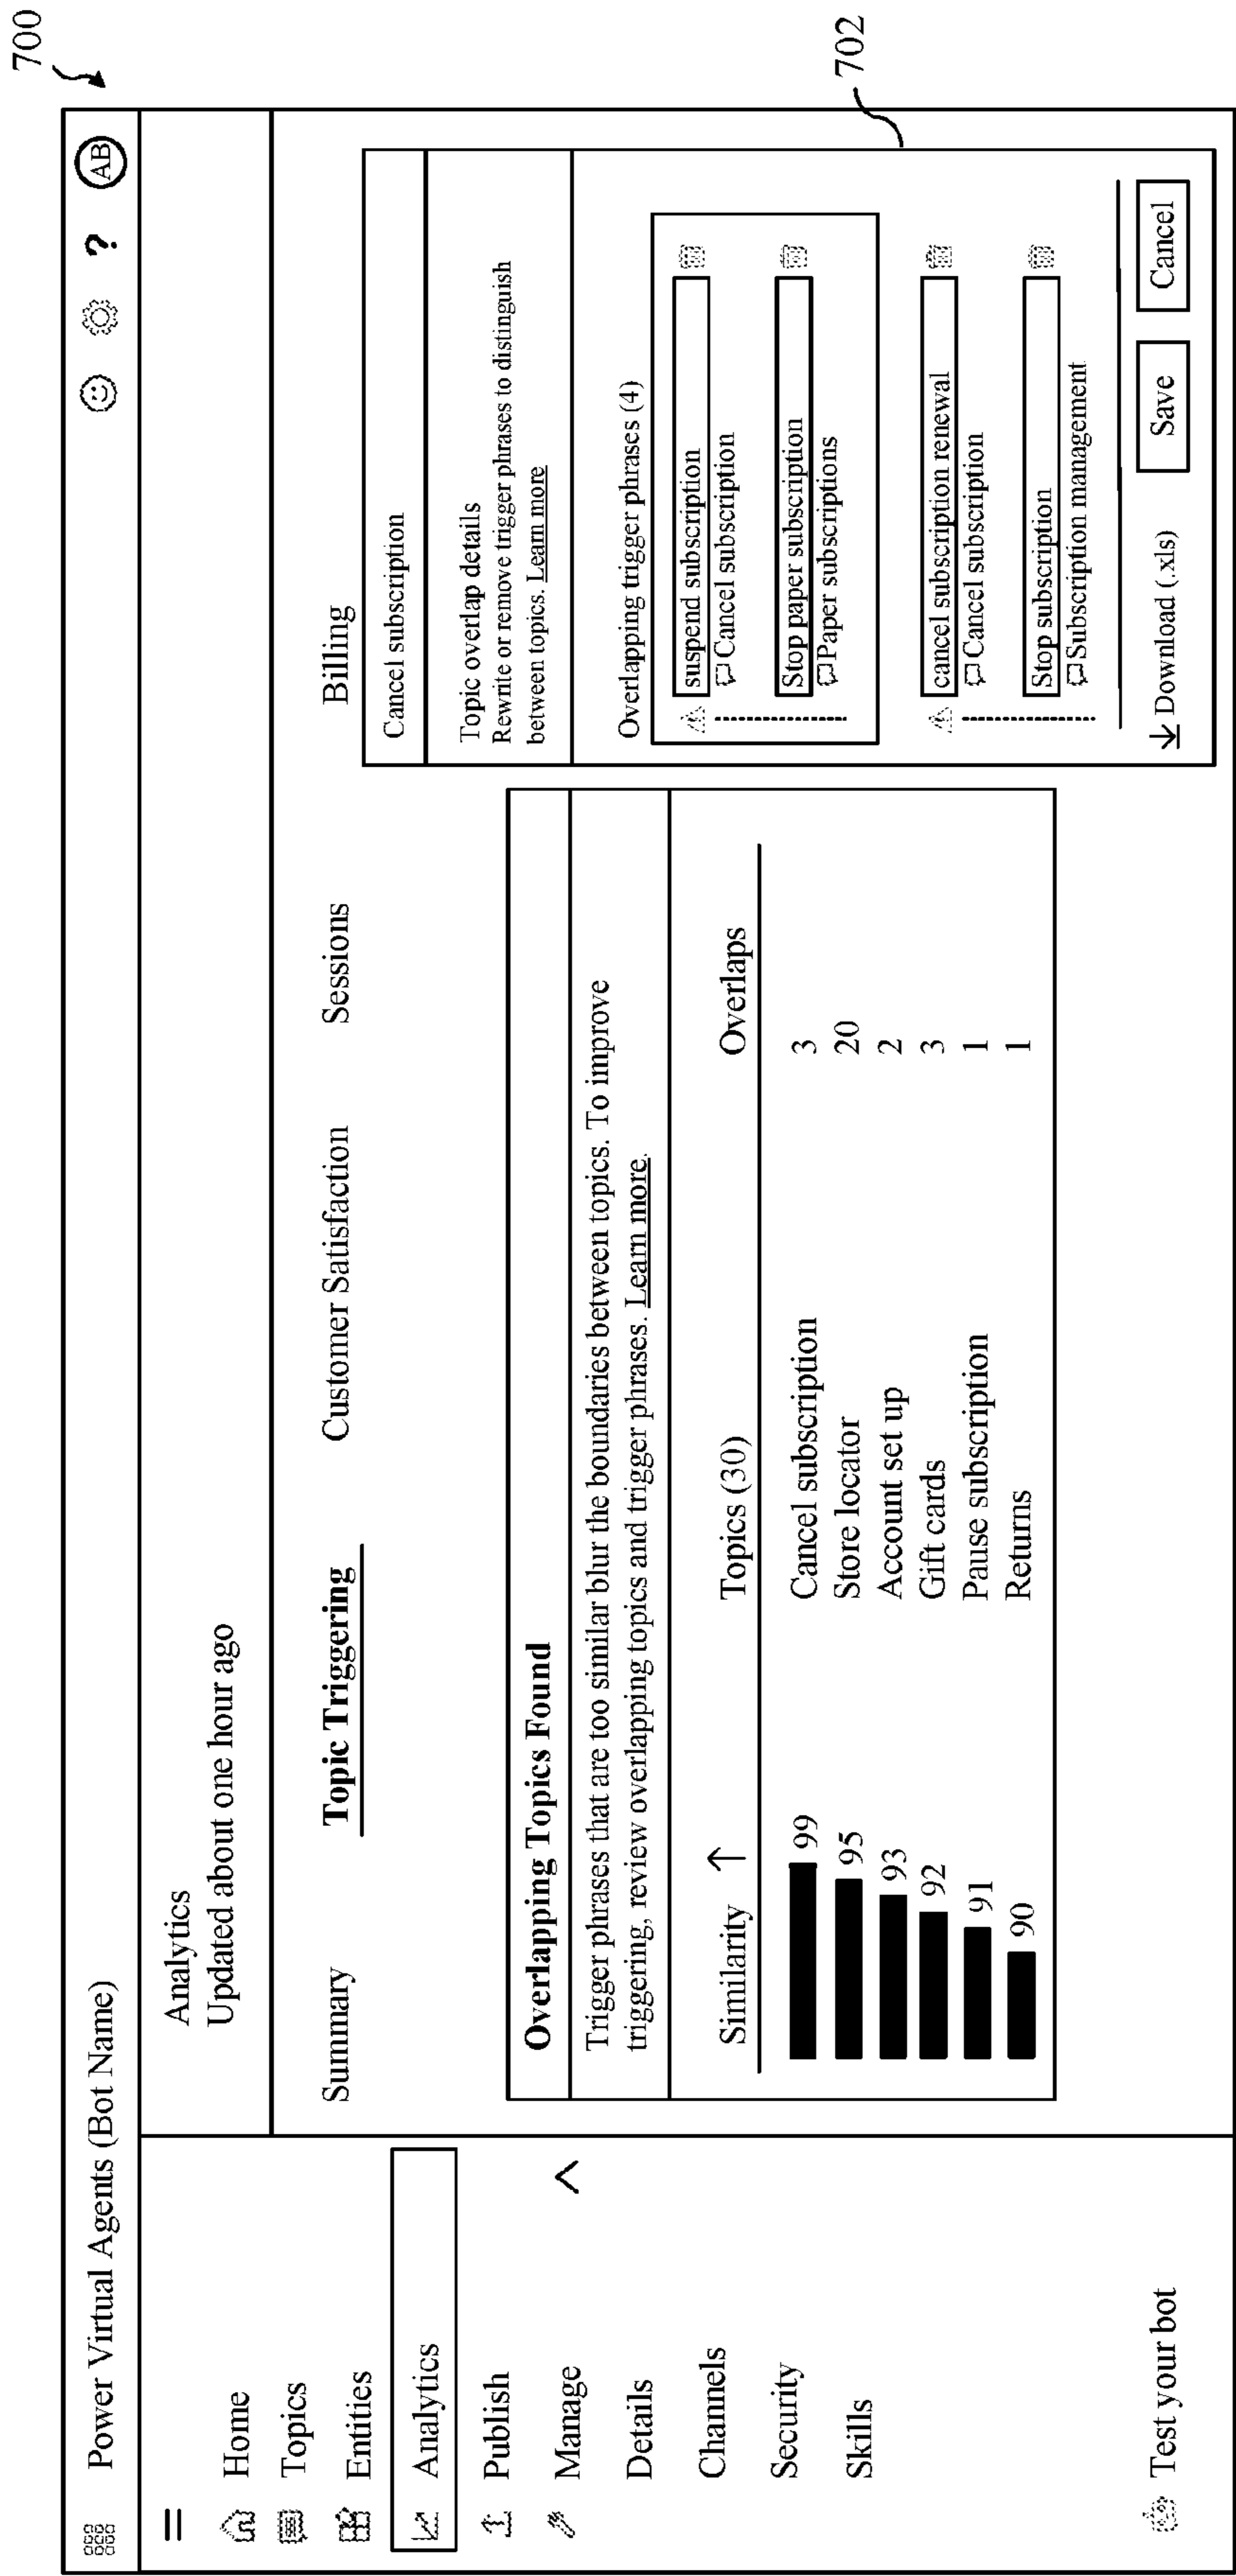 700
Power Virtual Agents (Bot Name)
? AB
Home
Topics
Entities
Analytics
Publish
Manage
Details
Channels
Security
Skills
Test your bot
Analytics
Updated about one hour ago
Summary Topic Triggering Customer Satisfaction Sessions Billing
Overlapping Topics Found
Trigger phrases that are too similar blur the boundaries between topics. To improve
triggering, review overlapping topics and trigger phrases. Learn more.
Similarity ↑ Topics (30) Overlaps
99 Cancel subscription 3
95 Store locator 20
93 Account set up 2
92 Gift cards 3
91 Pause subscription 1
90 Returns 1
Cancel subscription
Topic overlap details
Rewrite or remove trigger phrases to distinguish
between topics. Learn more
Overlapping trigger phrases (4)
suspend subscription
Cancel subscription
Stop paper subscription
Paper subscriptions
cancel subscription renewal
Cancel subscription
Stop subscription
Subscription management
Download (.xls) Save Cancel
702